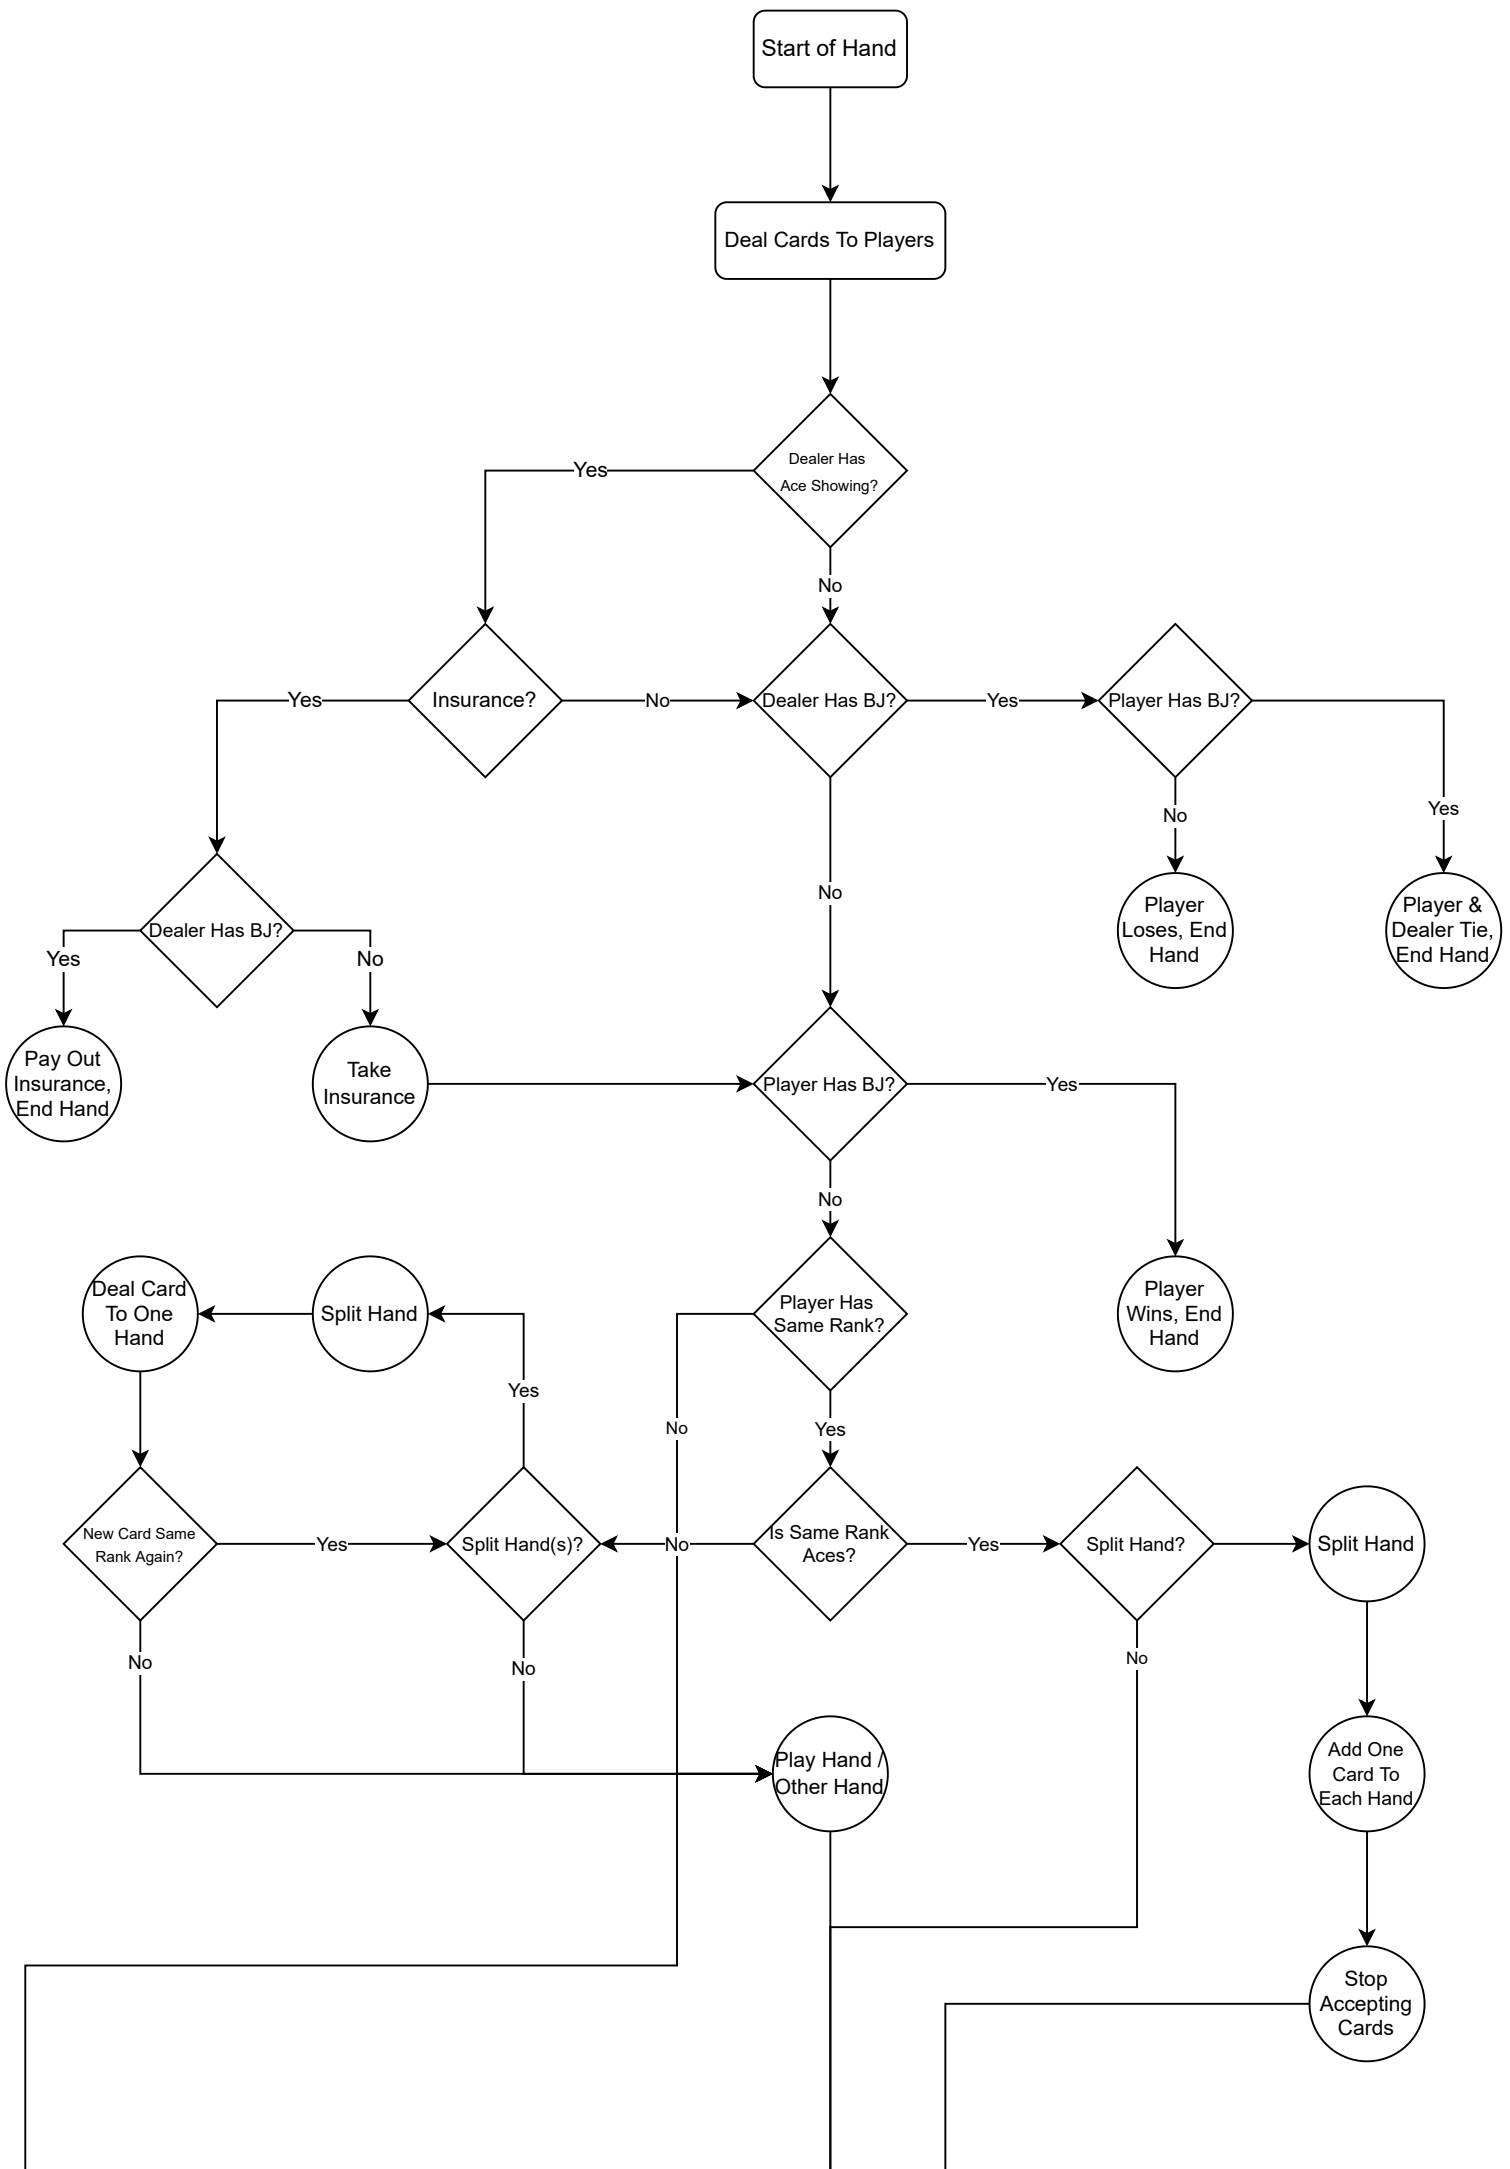 Start of Hand
Deal Cards To Players
Dealer Has
Ace Showing?
Yes
No
Insurance?
Yes
No
Dealer Has BJ?
Yes
Player Has BJ?
No
Yes
No
Player
Loses, End
Hand
Player &
Dealer Tie,
End Hand
Dealer Has BJ?
Yes
No
Pay Out
Insurance,
End Hand
Take
Insurance
Player Has BJ?
Yes
No
Deal Card
To One
Hand
Split Hand
Player Has
Same Rank?
Player
Wins, End
Hand
Yes
No
Yes
New Card Same
Rank Again?
Yes
Split Hand(s)?
No
Is Same Rank
Aces?
Yes
Split Hand?
Split Hand
No
No
No
Play Hand /
Other Hand
Add One
Card To
Each Hand
Stop
Accepting
Cards